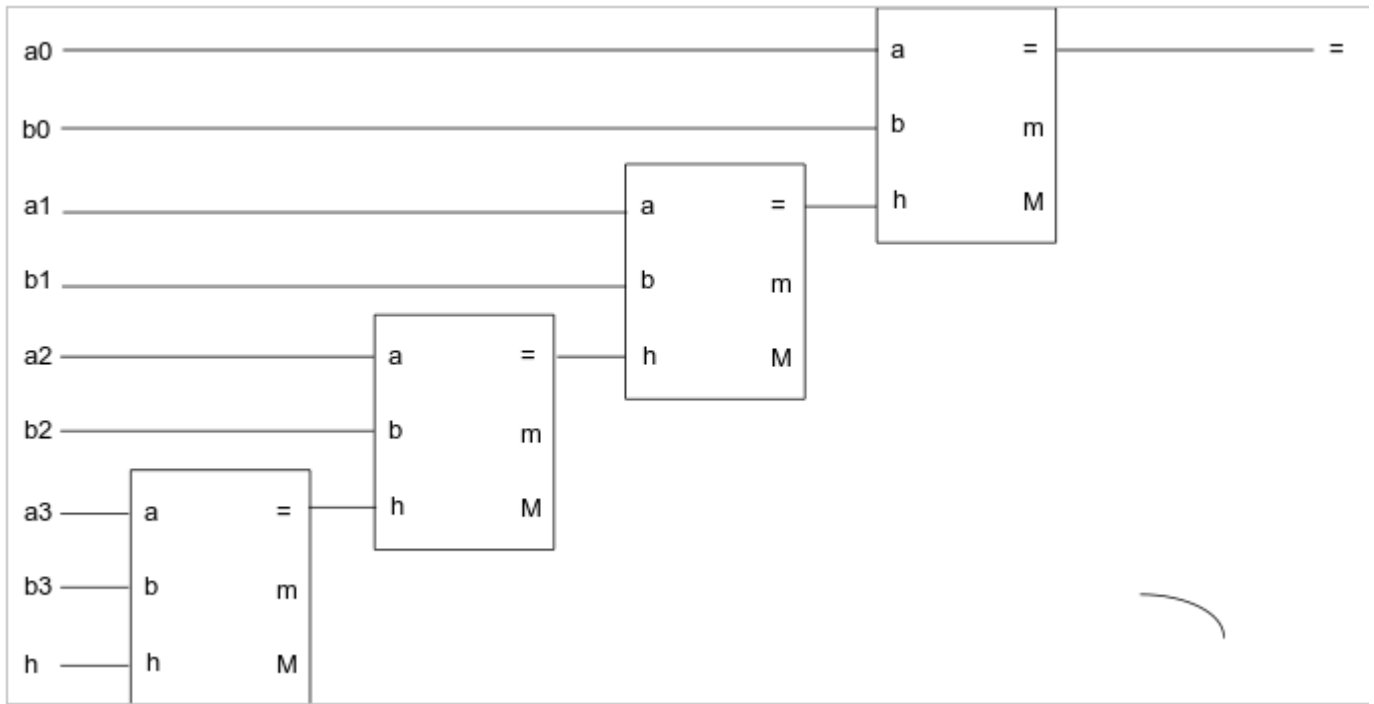 a0 a = =
b0 b m
a1 a = h M
b1 b m
a2 a = h M
b2 b m
a3 a = h M
b3 b m
h h M